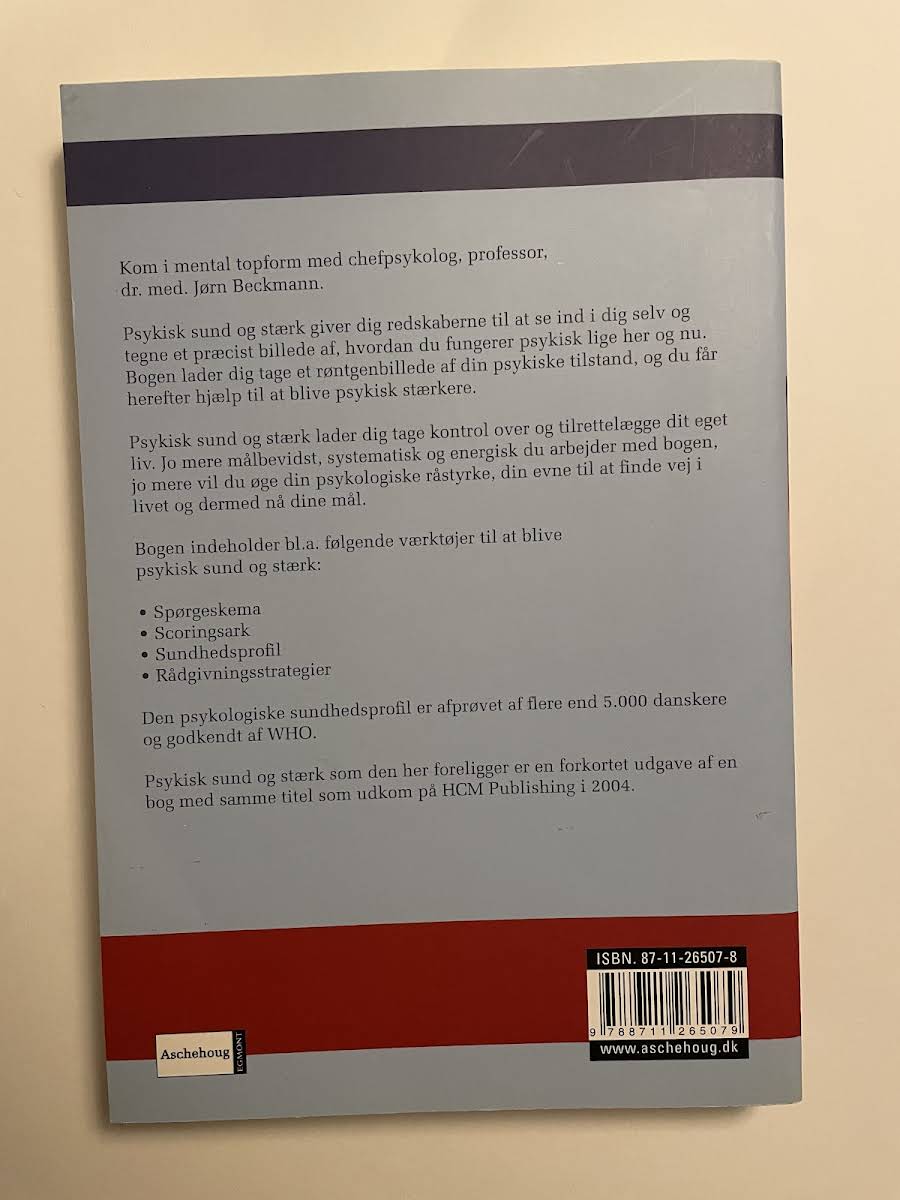 Kom i mental topform med chefpsykolog, professor,
dr. med. Jørn Beckmann.
Psykisk sund og stærk giver dig redskaberne til at se ind i dig selv og
tegne et præcist billede af, hvordan du fungerer psykisk lige her og nu.
Bogen lader dig tage et røntgenbillede af din psykiske tilstand, og du får
herefter hjælp til at blive psykisk stærkere.
Psykisk sund og stærk lader dig tage kontrol over og tilrettelægge dit eget
liv. Jo mere målbevidst, systematisk og energisk du arbejder med bogen,
jo mere vil du øge din psykologiske råstyrke, din evne til at finde vej i
livet og dermed nå dine mål.
Bogen indeholder bl.a. følgende værktøjer til at blive
psykisk sund og stærk:
• Spørgeskema
• Scoringsark
• Sundhedsprofil
• Rådgivningsstrategier
Den psykologiske sundhedsprofil er afprøvet af flere end 5.000 danskere
og godkendt af WHO.
Psykisk sund og stærk som den her foreligger er en forkortet udgave af en
bog med samme titel som udkom på HCM Publishing i 2004.
ISBN. 87-11-26507-8
9 788711 265079
www.aschehoug.dk
Aschehoug
EGMONT